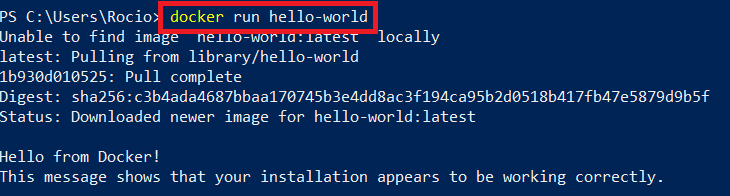 PS C:\Users\Rocio> docker run hello-world
Unable to find image 'hello-world:latest' locally
latest: Pulling from library/hello-world
1b930d010525: Pull complete
Digest: sha256:c3b4ada4687bbaa170745b3e4dd8ac3f194ca95b2d0518b417fb47e5879d9b5f
Status: Downloaded newer image for hello-world:latest
Hello from Docker!
This message shows that your installation appears to be working correctly.